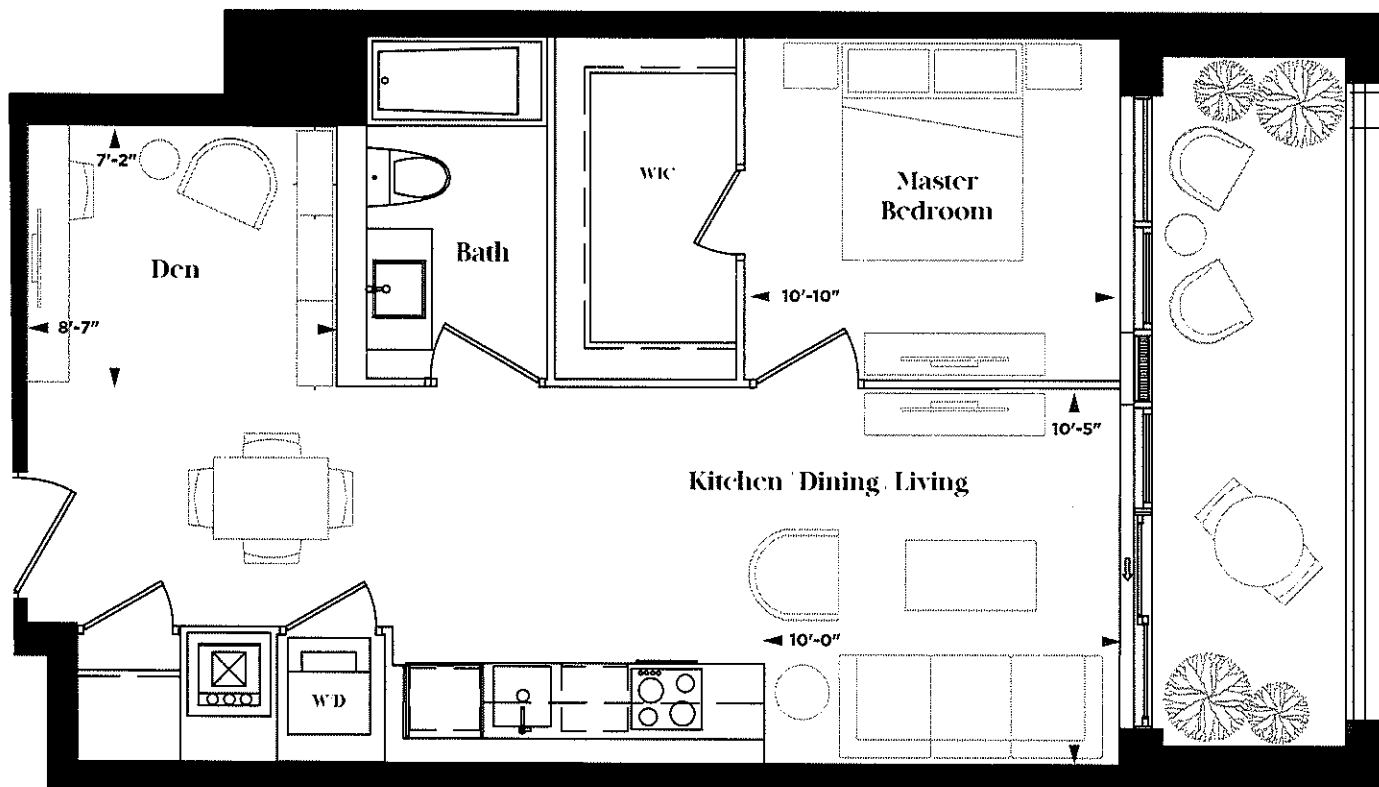 7'-2"
WIC
Master
Bedroom
Den
Bath
8'-7"
10'-10"
10'-5"
Kitchen Dining Living
10'-0"
WD